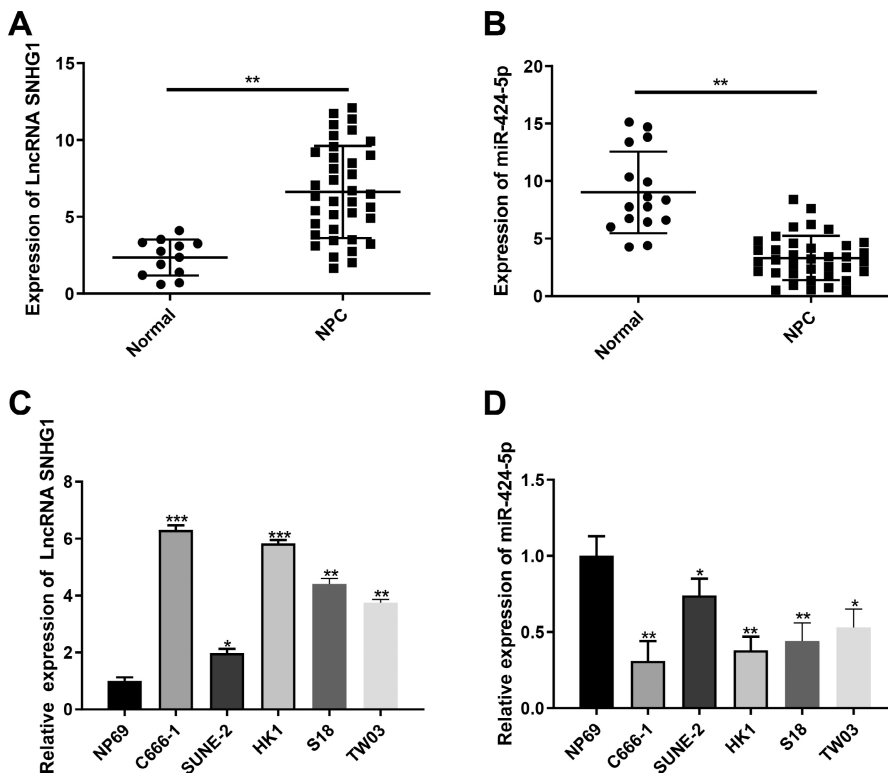 A
Expression of LncRNA SNHG1
15
10
5
0
**
Normal
NPC
B
Expression of miR-424-5p
20
15
10
5
0
**
Normal
NPC
C
Relative expression of LncRNA SNHG1
8
6
4
2
0
***
*
***
**
**
NP69
C666-1
SUNE-2
HK1
S18
TW03
D
Relative expression of miR-424-5p
1.5
1.0
0.5
0.0
**
*
**
**
*
NP69
C666-1
SUNE-2
HK1
S18
TW03